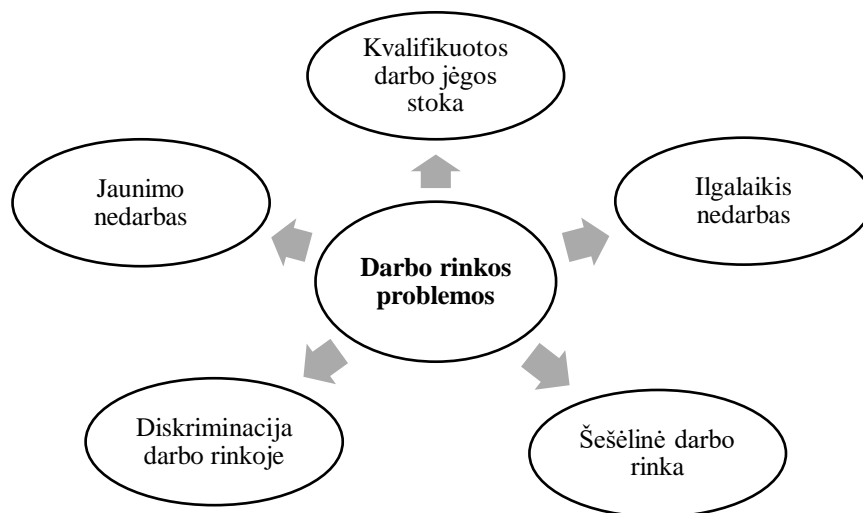 Kvalifikuotos
darbo jėgos
stoka
Jaunimo
nedarbas
Ilgalaikis
nedarbas
Darbo rinkos
problemos
Diskriminacija
darbo rinkoje
Šešėlinė darbo
rinka